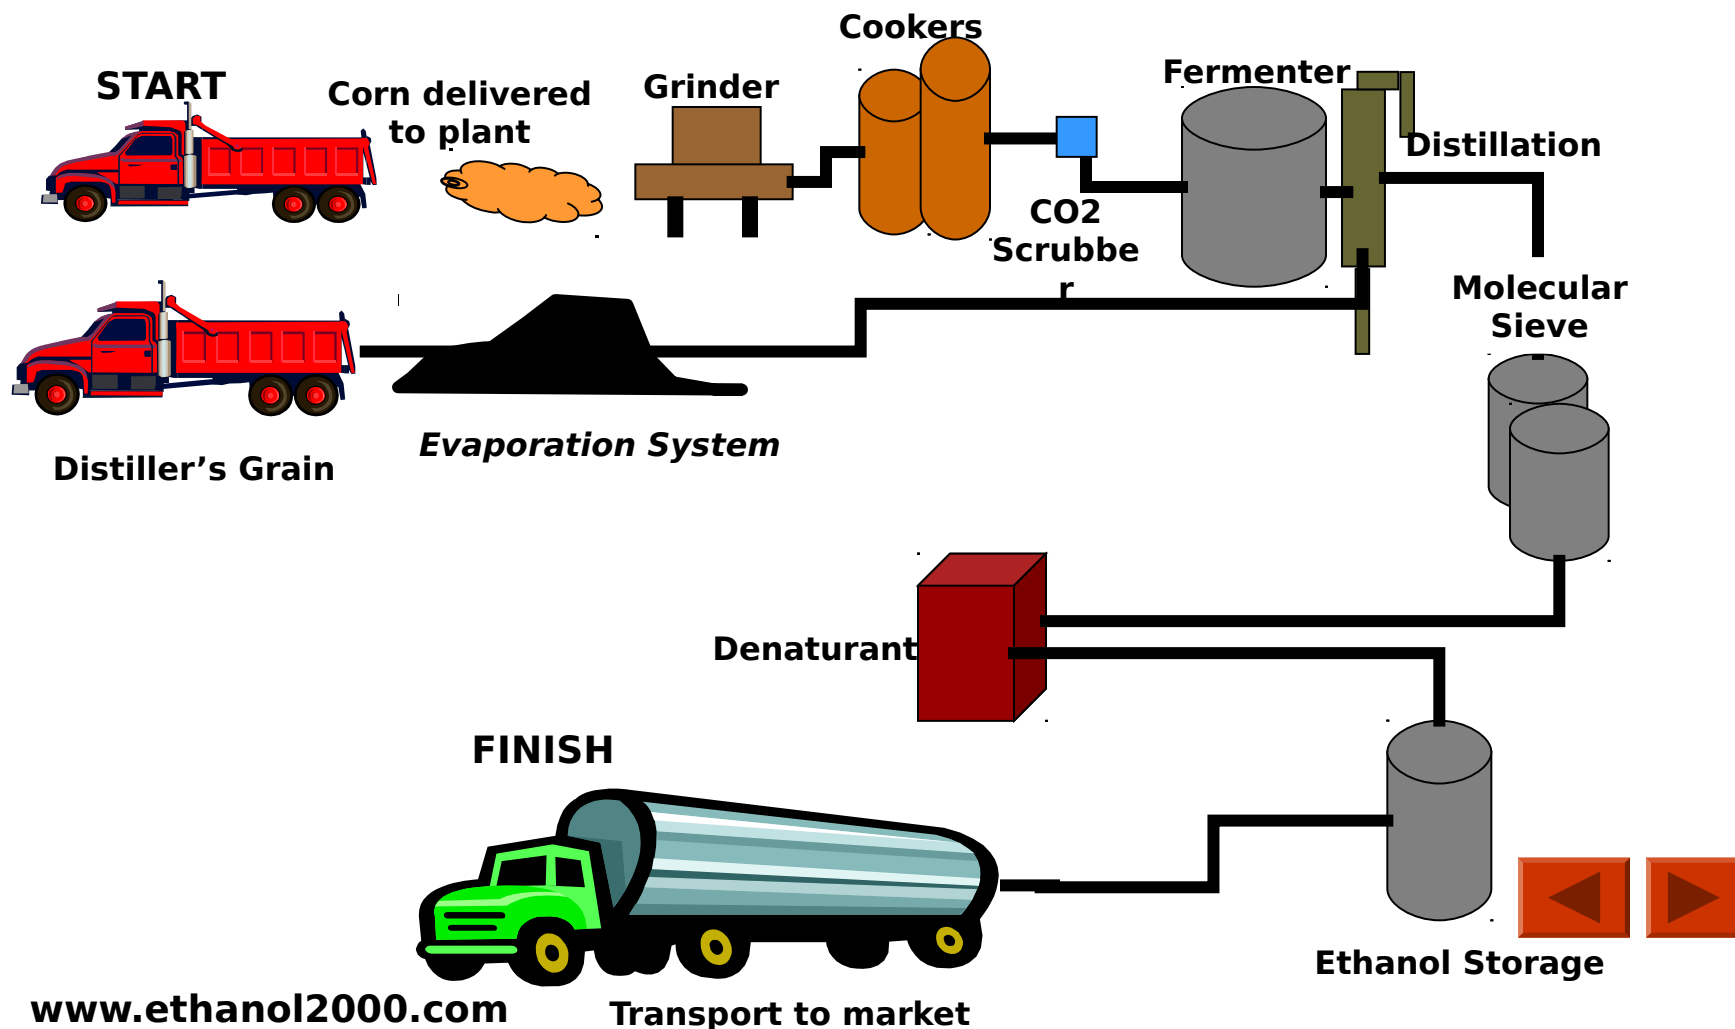 START
Corn delivered
to plant
Grinder
Cookers
CO2
Scrubbe
r
Fermenter
Distillation
Molecular
Sieve
Distiller’s Grain
Evaporation System
Denaturant
FINISH
Ethanol Storage
www.ethanol2000.com
Transport to market